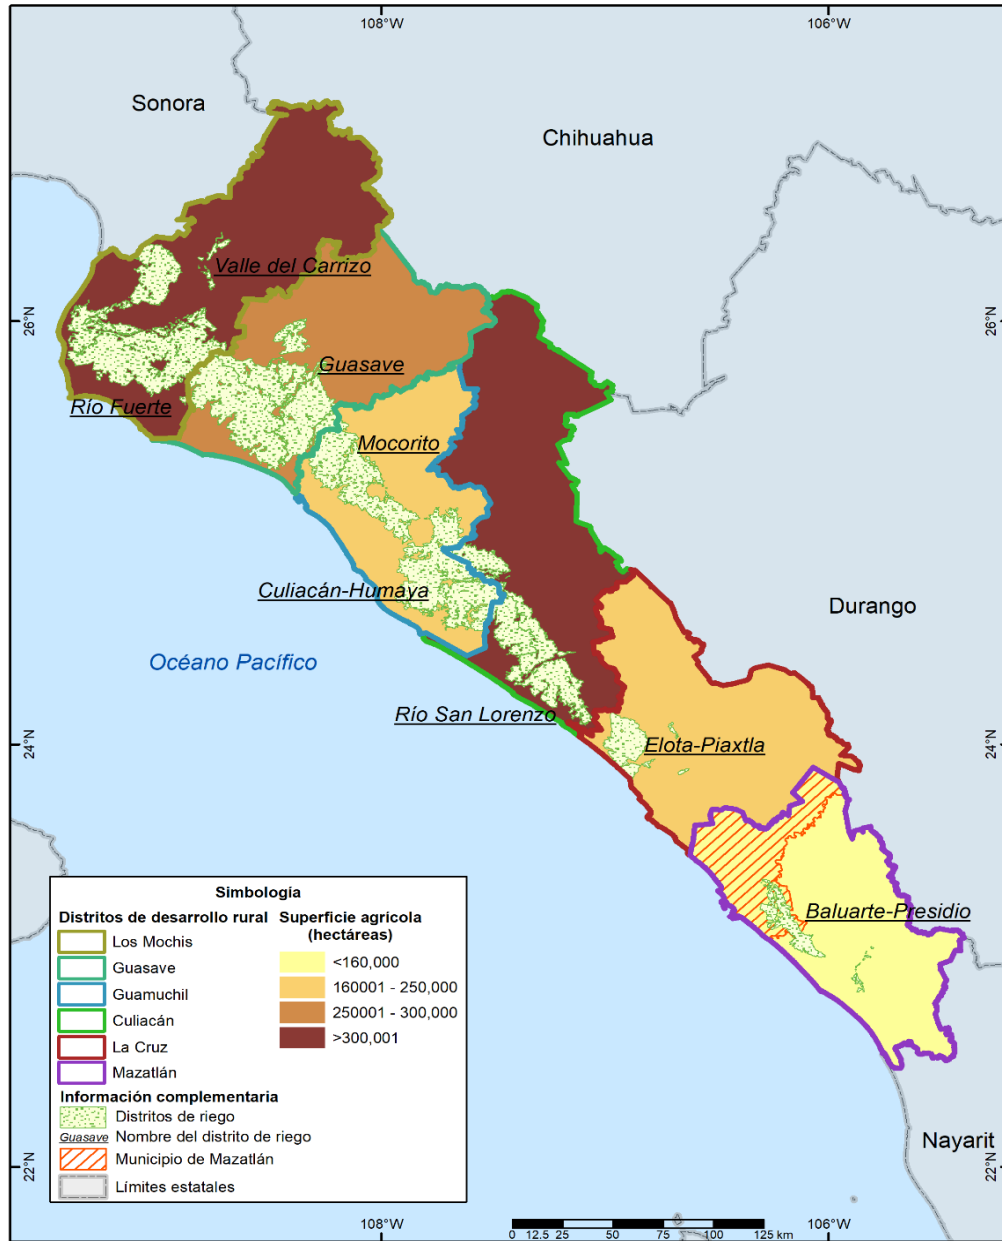 108°W
106°W
Sonora
Chihuahua
Valle del Carrizo
26°N
26°N
Guasave
Río Fuerte
Mocorito
Culiacán-Humaya
Durango
Océano Pacífico
Río San Lorenzo
24°N
Elota-Piaxtla
24°N
Baluarte-Presidio
Simbología
Distritos de desarrollo rural
Los Mochis
Guasave
Guamuchil
Culiacán
La Cruz
Mazatlán
Superficie agrícola
(hectáreas)
<160,000
160001 - 250,000
250001 - 300,000
>300,001
Información complementaria
Distritos de riego
Guasave Nombre del distrito de riego
Municipio de Mazatlán
Límites estatales
Nayarit
22°N
22°N
108°W
106°W
0 12.5 25 50 75 100 125 km